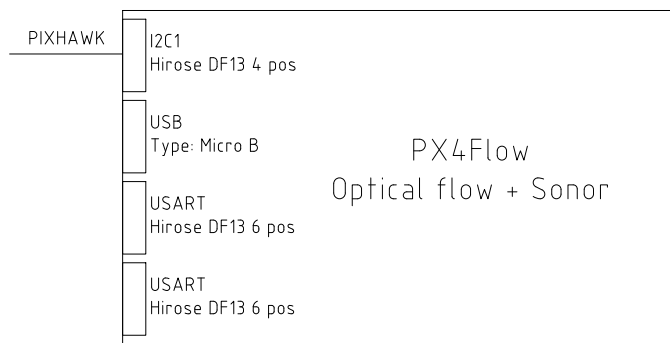 PIXHAWK
I2C1
Hirose DF13 4 pos
USB
Type: Micro B
PX4Flow
Optical flow + Sonor
USART
Hirose DF13 6 pos
USART
Hirose DF13 6 pos